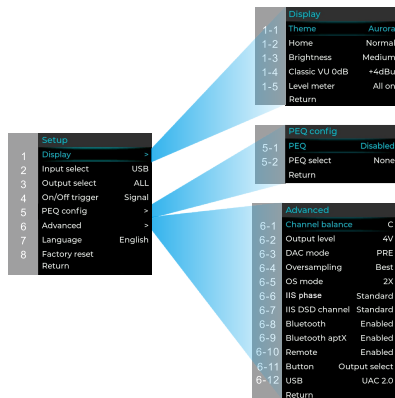 Setup
1 Display >
2 Input select USB
3 Output select ALL
4 On/Off trigger Signal
5 PEQ config >
6 Advanced >
7 Language English
8 Factory reset
Return
Display
1-1 Theme Aurora
1-2 Home Normal
1-3 Brightness Medium
1-4 Classic VU 0dB +4dBu
1-5 Level meter All on
Return
PEQ config
5-1 PEQ Disabled
5-2 PEQ select None
Return
Advanced
6-1 Channel balance C
6-2 Output level 4V
6-3 DAC mode PRE
6-4 Oversampling Best
6-5 OS mode 2X
6-6 IIS phase Standard
6-7 IIS DSD channel Standard
6-8 Bluetooth Enabled
6-9 Bluetooth aptX Enabled
6-10 Remote Enabled
6-11 Button Output select
6-12 USB UAC 2.0
Return